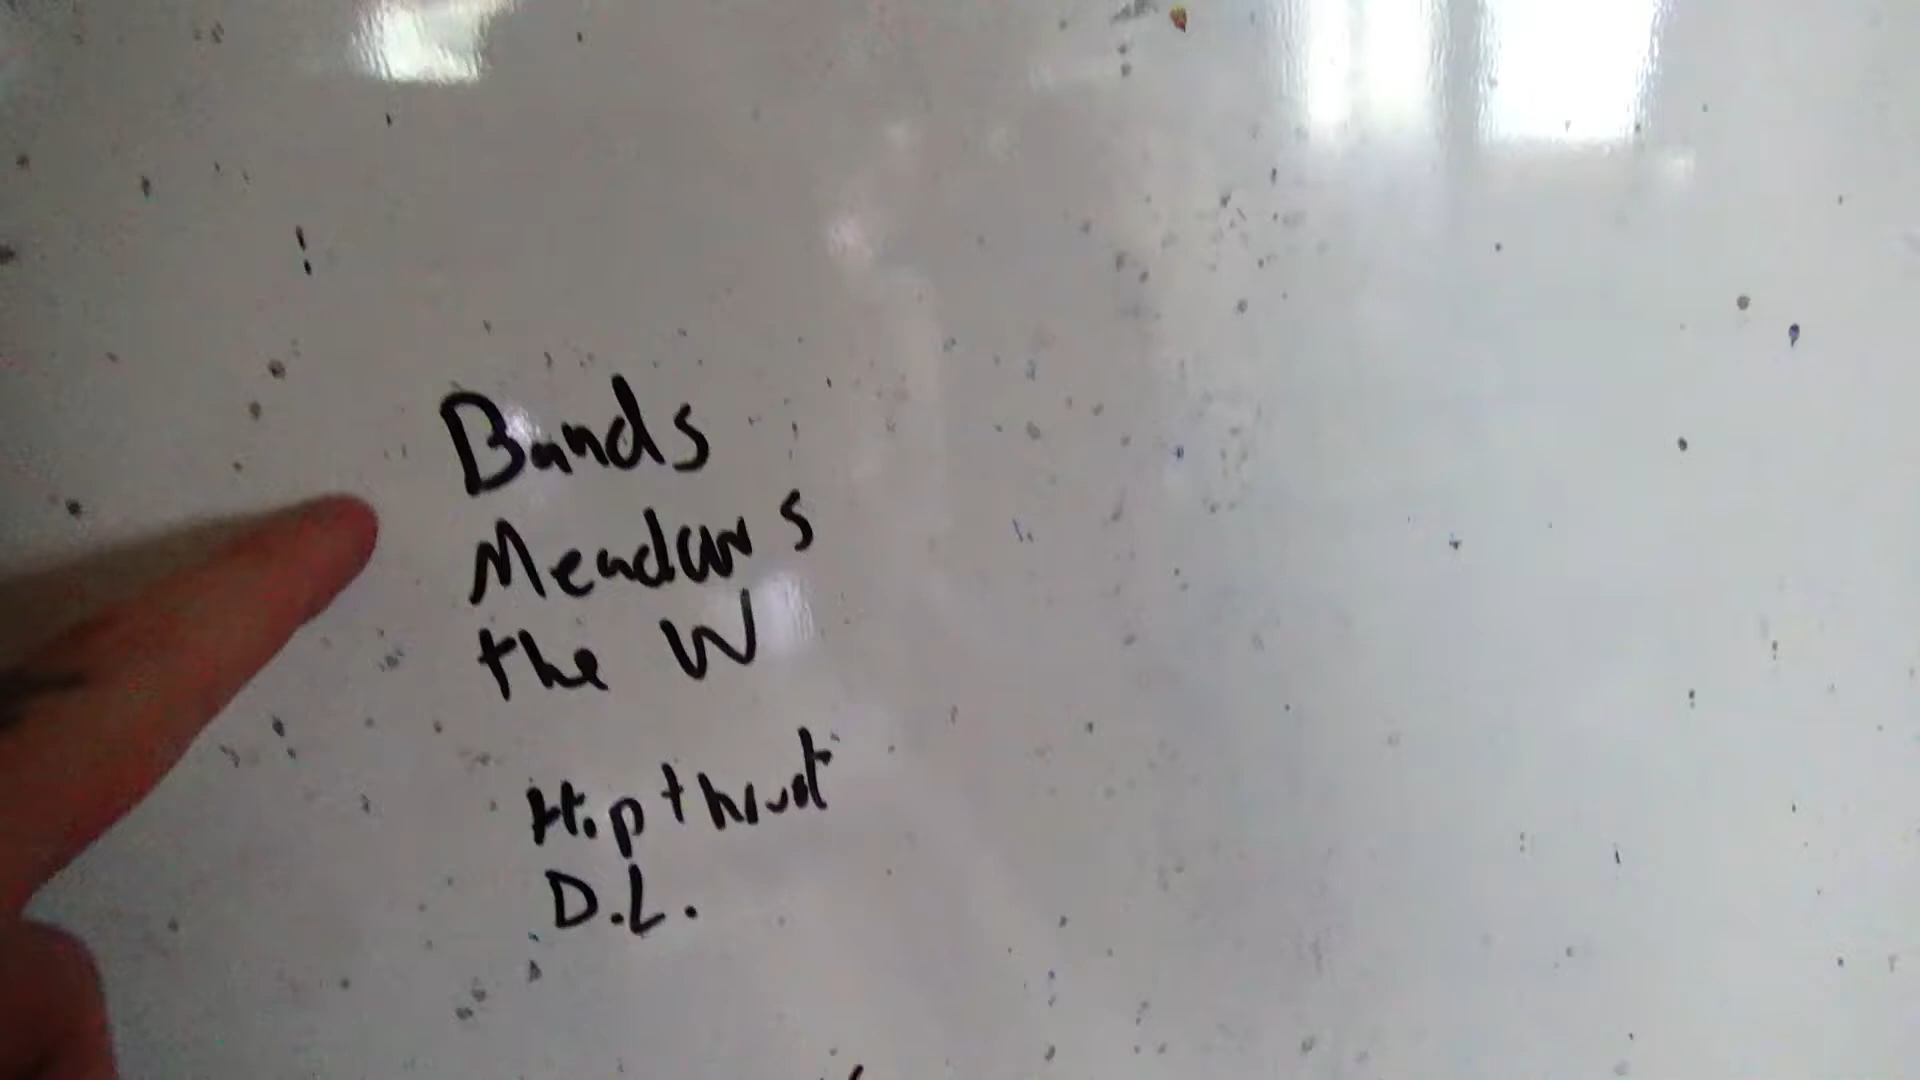 Bands
Meadows
the W
Hip thrust
D.L.